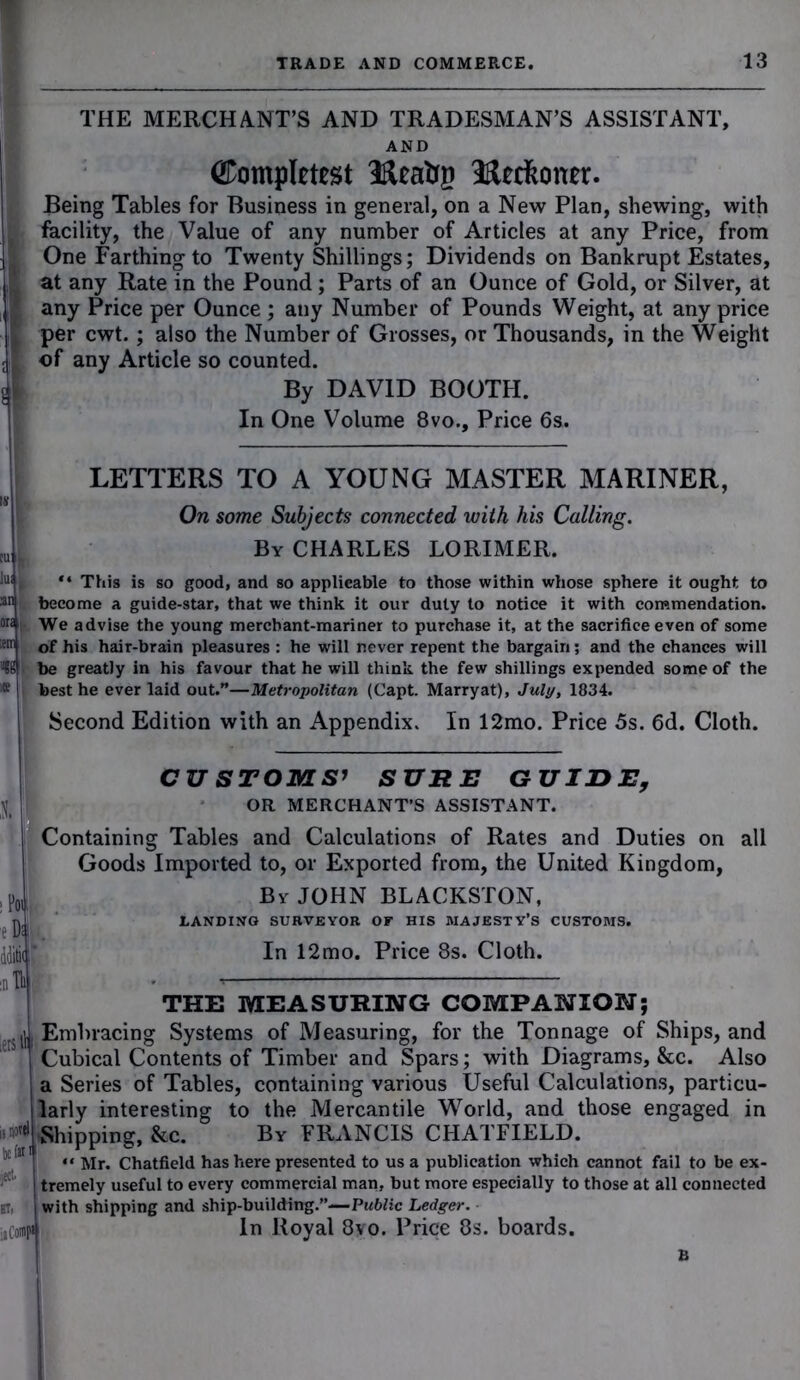 TRADE AND COMMERCE. 13
THE MERCHANT'S AND TRADESMAN'S ASSISTANT,
AND
Completest Ready Reckoner.
Being Tables for Business in general, on a New Plan, shewing, with
facility, the Value of any number of Articles at any Price, from
One Farthing to Twenty Shillings; Dividends on Bankrupt Estates,
at any Rate in the Pound; Parts of an Ounce of Gold, or Silver, at
any Price per Ounce; any Number of Pounds Weight, at any price
per cwt.; also the Number of Grosses, or Thousands, in the Weight
of any Article so counted.
By DAVID BOOTH.
In One Volume 8vo., Price 6s.
LETTERS TO A YOUNG MASTER MARINER,
On some Subjects connected with his Calling.
By CHARLES LORIMER.
"This is so good, and so applicable to those within whose sphere it ought to
become a guide-star, that we think it our duty to notice it with commendation.
We advise the young merchant-mariner to purchase it, at the sacrifice even of some
of his hair-brain pleasures: he will never repent the bargain; and the chances will
be greatly in his favour that he will think the few shillings expended some of the
best he ever laid out."—Metropolitan (Capt. Marryat), July, 1834.
Second Edition with an Appendix. In 12mo. Price 5s. 6d. Cloth.
CUSTOMS' SURE GUIDE,
OR MERCHANT'S ASSISTANT.
Containing Tables and Calculations of Rates and Duties on all
Goods Imported to, or Exported from, the United Kingdom,
By JOHN BLACKSTON,
LANDING SURVEYOR OF HIS MAJESTY'S CUSTOMS.
In 12mo. Price 8s. Cloth.
THE MEASURING COMPANION;
Embracing Systems of Measuring, for the Tonnage of Ships, and
Cubical Contents of Timber and Spars; with Diagrams, &c. Also
a Series of Tables, containing various Useful Calculations, particu-
larly interesting to the Mercantile World, and those engaged in
Shipping, &c. By FRANCIS CHATFIELD.
"Mr. Chatfield has here presented to us a publication which cannot fail to be ex-
tremely useful to every commercial man, but more especially to those at all connected
with shipping and ship-building."—Public Ledger.
In Royal 8vo. Price 8s. boards.
B